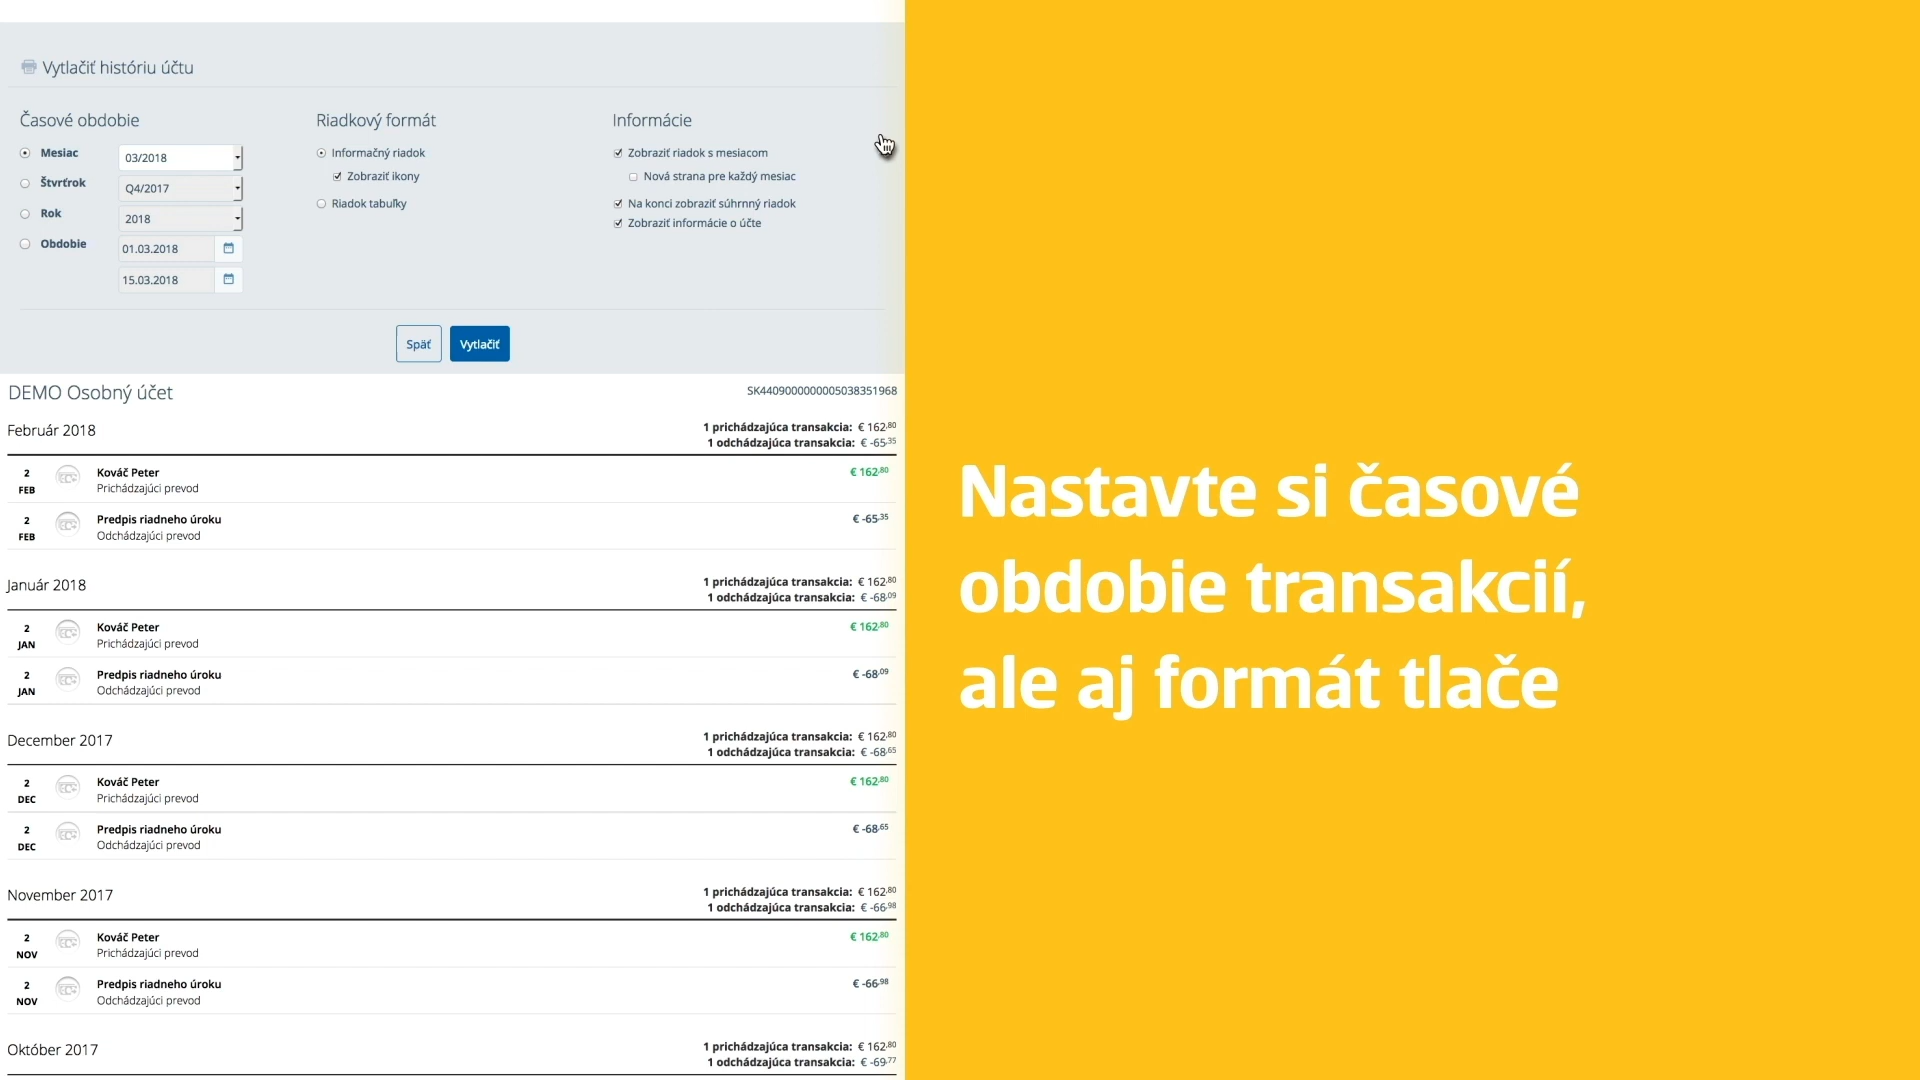 Vytlačiť históriu účtu
Časové obdobie
Mesiac 03/2018
Štvrťrok Q4/2017
Rok 2018
Obdobie 01.03.2018
15.03.2018
Riadkový formát
Informačný riadok
Zobraziť ikony
Riadok tabuľky
Informácie
Zobraziť riadok s mesiacom
Nová strana pre každý mesiac
Na konci zobraziť súhrnný riadok
Zobraziť informácie o účte
Späť Vytlačiť
DEMO Osobný účet SK4409000000005038351968
Február 2018
1 prichádzajúca transakcia: € 162,80
1 odchádzajúca transakcia: € -65,35
2 FEB
Kováč Peter € 162,80
Prichádzajúci prevod
2 FEB
Predpis riadneho úroku € -65,35
Odchádzajúci prevod
Január 2018
1 prichádzajúca transakcia: € 162,80
1 odchádzajúca transakcia: € -68,09
2 JAN
Kováč Peter € 162,80
Prichádzajúci prevod
2 JAN
Predpis riadneho úroku € -68,09
Odchádzajúci prevod
December 2017
1 prichádzajúca transakcia: € 162,80
1 odchádzajúca transakcia: € -68,65
2 DEC
Kováč Peter € 162,80
Prichádzajúci prevod
2 DEC
Predpis riadneho úroku € -68,65
Odchádzajúci prevod
November 2017
1 prichádzajúca transakcia: € 162,80
1 odchádzajúca transakcia: € -66,98
2 NOV
Kováč Peter € 162,80
Prichádzajúci prevod
2 NOV
Predpis riadneho úroku € -66,98
Odchádzajúci prevod
Október 2017
1 prichádzajúca transakcia: € 162,80
1 odchádzajúca transakcia: € -69,77
Nastavte si časové
obdobie transakcií,
ale aj formát tlače